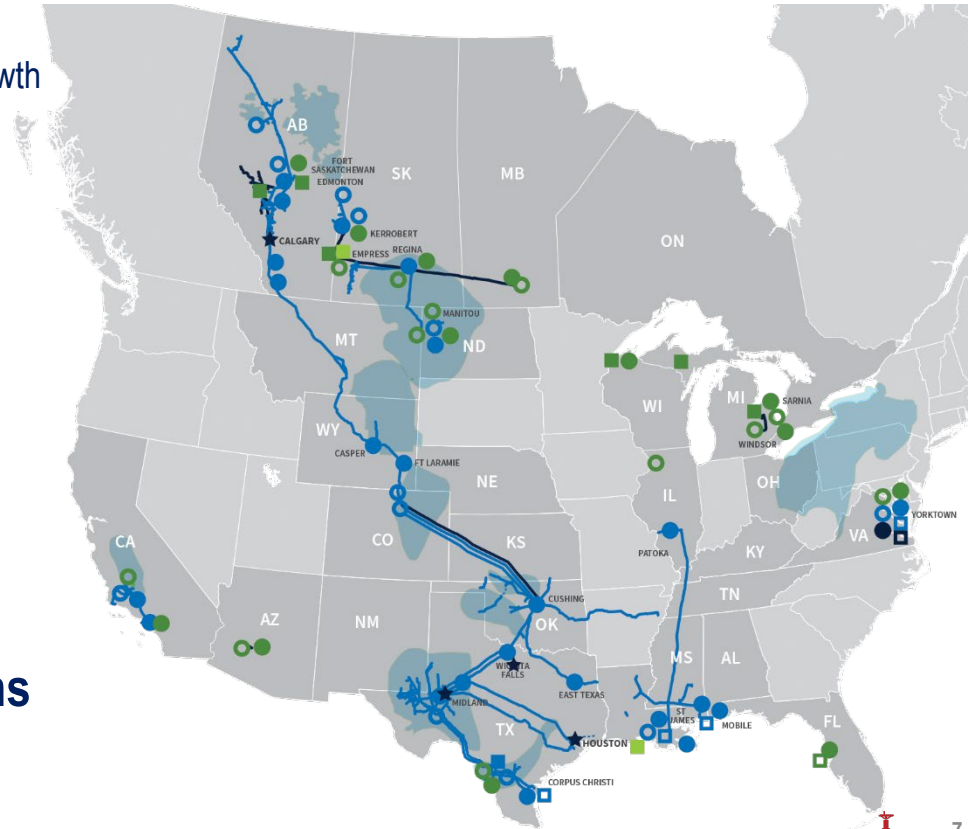 wth
AB
FORT
SASKATCHEWAN
EDMONTON
SK
MB
ON
KERROBERT
CALGARY
EMPRESS
REGINA
MANITOU
MT
ND
WI
MI
SARNIA
WINDSOR
WY
CASPER
FT LARAMIE
NE
IL
OH
YORKTOWN
VA
CA
CO
KS
PATOKA
KY
CUSHING
TN
AZ
NM
OK
WICHITA
FALLS
MS
AL
ns
EAST TEXAS
MIDLAND
ST
JAMES
MOBILE
FL
TX
HOUSTON
CORPUS CHRISTI
7